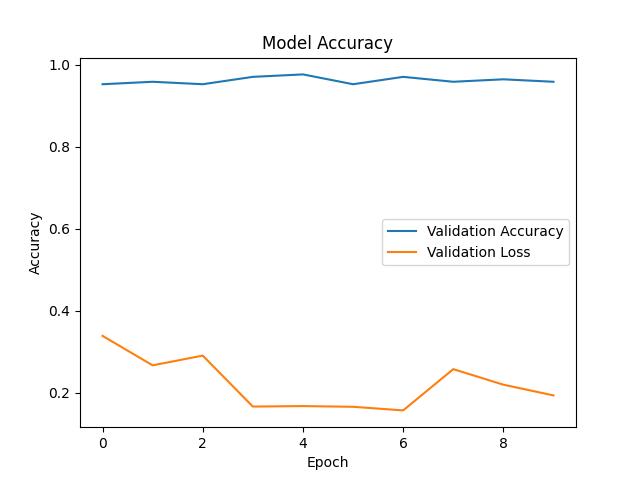 Model Accuracy
1.0
0.8
0.6
0.4
0.2
Accuracy
Validation Accuracy
Validation Loss
0 2 4 6 8
Epoch